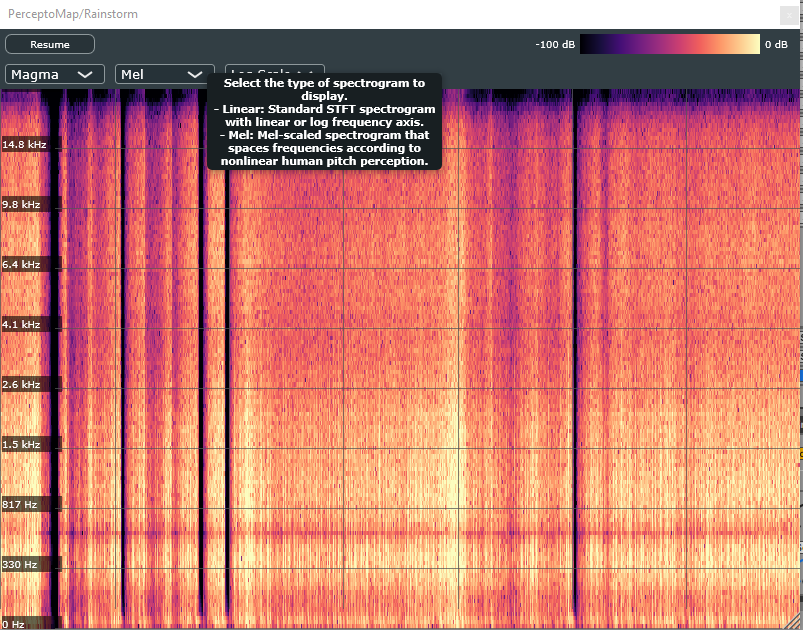 PerceptoMap/Rainstorm
Resume
-100 dB
0 dB
Magma
Mel
Select the type of spectrogram to
display.
- Linear: Standard STFT spectrogram
with linear or log frequency axis.
- Mel: Mel-scaled spectrogram that
spaces frequencies according to
nonlinear human pitch perception.
14.8 kHz
9.8 kHz
6.4 kHz
4.1 kHz
2.6 kHz
1.5 kHz
817 Hz
330 Hz
0 Hz